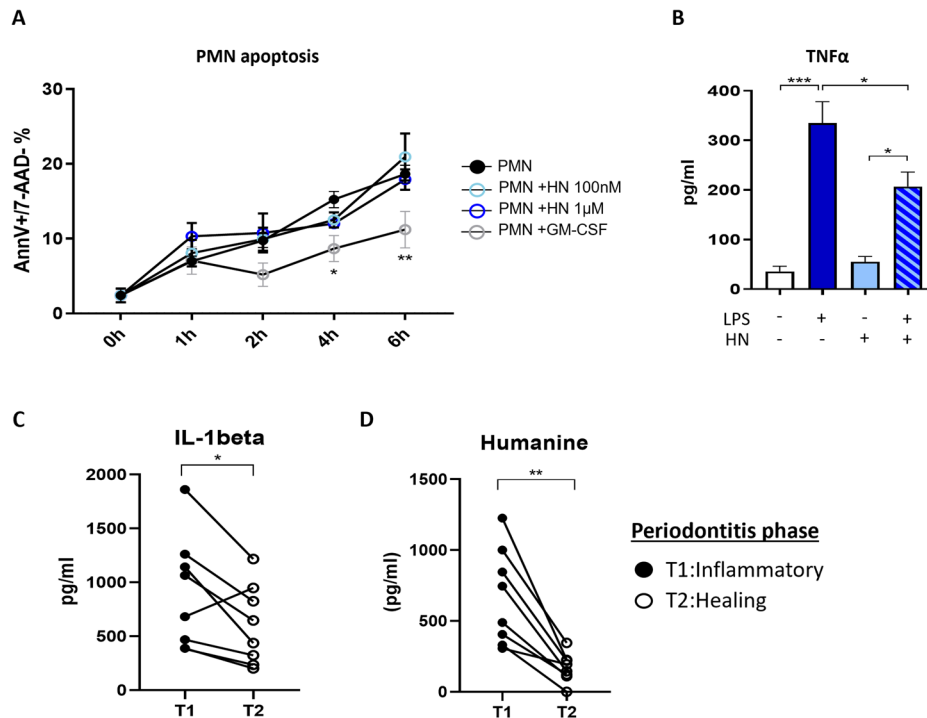 A
PMN apoptosis
AnnV+/7-AAD- %
30
20
10
0
0h 1h 2h 4h 6h
*
**
PMN
PMN +HN 100nM
PMN +HN 1µM
PMN +GM-CSF
B
TNFα
pg/ml
400
300
200
100
0
***
*
*
LPS - + - +
HN - - + +
C
IL-1beta
*
pg/ml
2000
1500
1000
500
0
T1 T2
D
Humanine
**
(pg/ml)
1500
1000
500
0
T1 T2
Periodontitis phase
T1:Inflammatory
T2:Healing